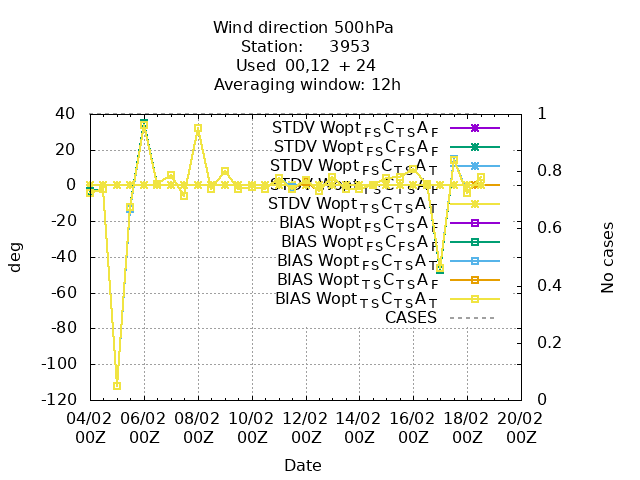 Wind direction 500hPa
Station: 3953
Used 00,12 + 24
Averaging window: 12h
40
20
0
-20
-40
-60
-80
-100
-120
deg
1
0.8
0.6
0.4
0.2
0
No cases
STDV Wopt FS C TS A F
STDV Wopt FS C FS A F
STDV Wopt FS C TS A T
STDV Wopt TS C TS A F
STDV Wopt TS C TS A T
BIAS Wopt FS C TS A F
BIAS Wopt FS C FS A F
BIAS Wopt FS C TS A T
BIAS Wopt TS C TS A F
BIAS Wopt TS C TS A T
CASES
04/02 06/02 08/02 10/02 12/02 14/02 16/02 18/02 20/02
00Z 00Z 00Z 00Z 00Z 00Z 00Z 00Z 00Z
Date